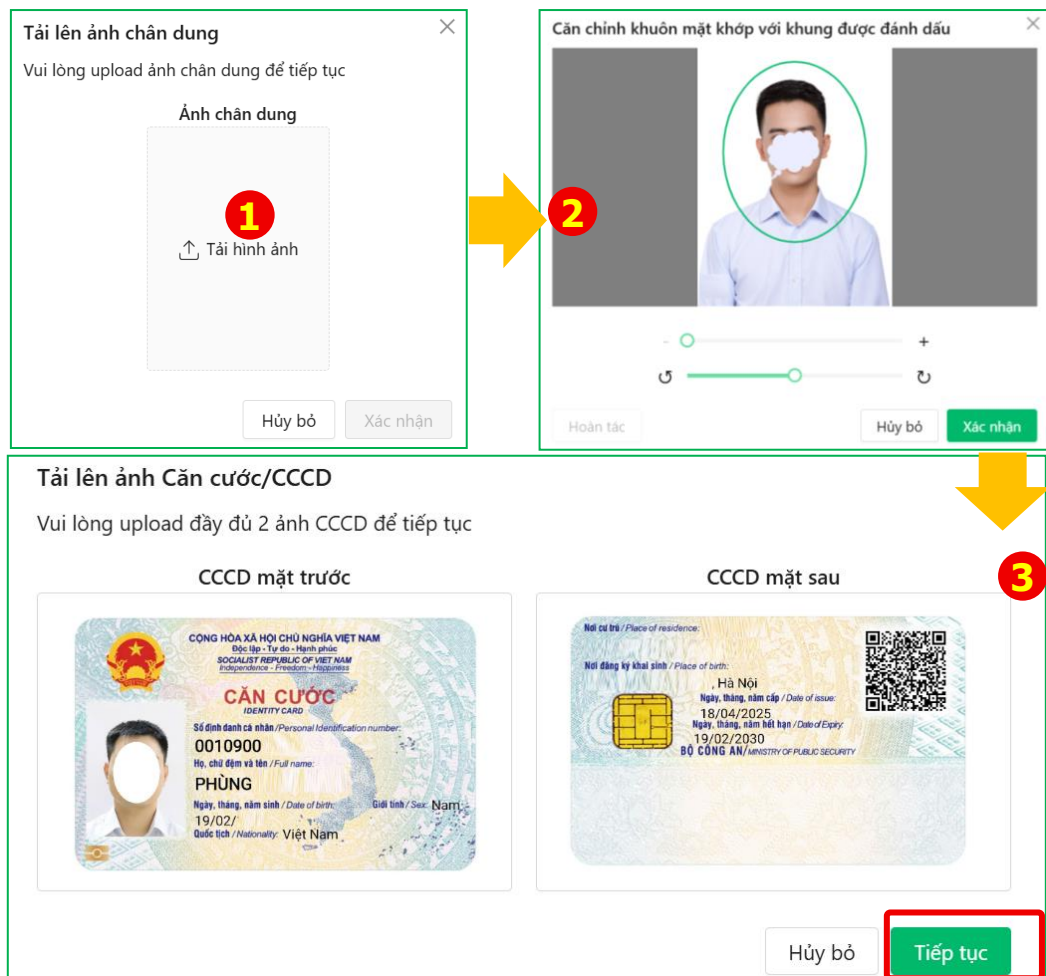 Tải lên ảnh chân dung
Vui lòng upload ảnh chân dung để tiếp tục
Ảnh chân dung
1
Tải hình ảnh
Hủy bỏ
Xác nhận
Căn chỉnh khuôn mặt khớp với khung được đánh dấu
2
- +
Hoàn tác
Hủy bỏ
Xác nhận
Tải lên ảnh Căn cước/CCCD
Vui lòng upload đầy đủ 2 ảnh CCCD để tiếp tục
3
CCCD mặt trước
CỘNG HÒA XÃ HỘI CHỦ NGHĨA VIỆT NAM
Độc lập - Tự do - Hạnh phúc
SOCIALIST REPUBLIC OF VIET NAM
Independence - Freedom - Happiness
CĂN CƯỚC
IDENTITY CARD
Số định danh cá nhân / Personal Identification number:
0010900
Họ, chữ đệm và tên / Full name:
PHÙNG
Ngày, tháng, năm sinh / Date of birth: Giới tính / Sex: Nam
19/02/
Quốc tịch / Nationality: Việt Nam
CCCD mặt sau
Nơi cư trú / Place of residence:
Nơi đăng ký khai sinh / Place of birth:
, Hà Nội
Ngày, tháng, năm cấp / Date of issue:
18/04/2025
Ngày, tháng, năm hết hạn / Date of Expiry:
19/02/2030
BỘ CÔNG AN/MINISTRY OF PUBLIC SECURITY
Hủy bỏ
Tiếp tục